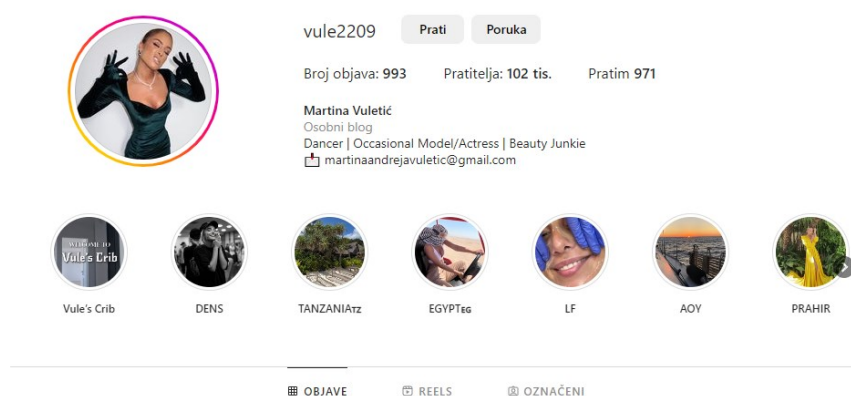 vule2209 Prati Poruka
Broj objava: 993 Pratitelja: 102 tis. Pratim 971
Martina Vuletić
Osobni blog
Dancer | Occasional Model/Actress | Beauty Junkie
📩 martinaandrejavuletic@gmail.com
WELCOME TO
Vule's Crib
Vule's Crib DENS TANZANIATZ EGYPTEG LF AOY PRAHIR
OBJAVE REELS OZNAČENI